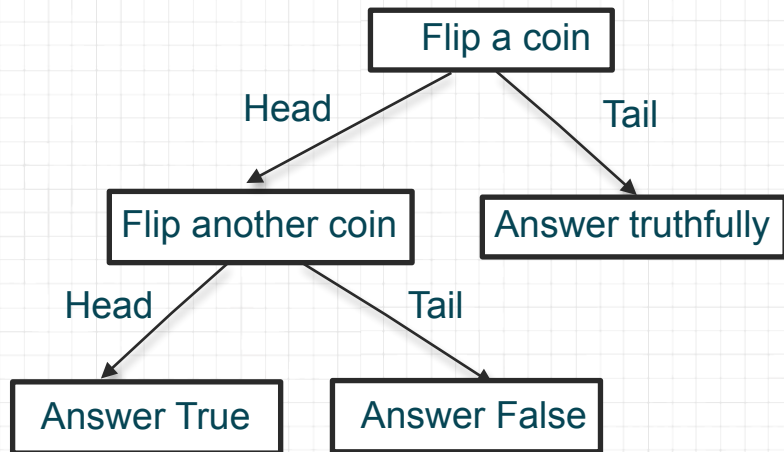 Flip a coin
Head
Tail
Flip another coin
Answer truthfully
Head
Tail
Answer True
Answer False